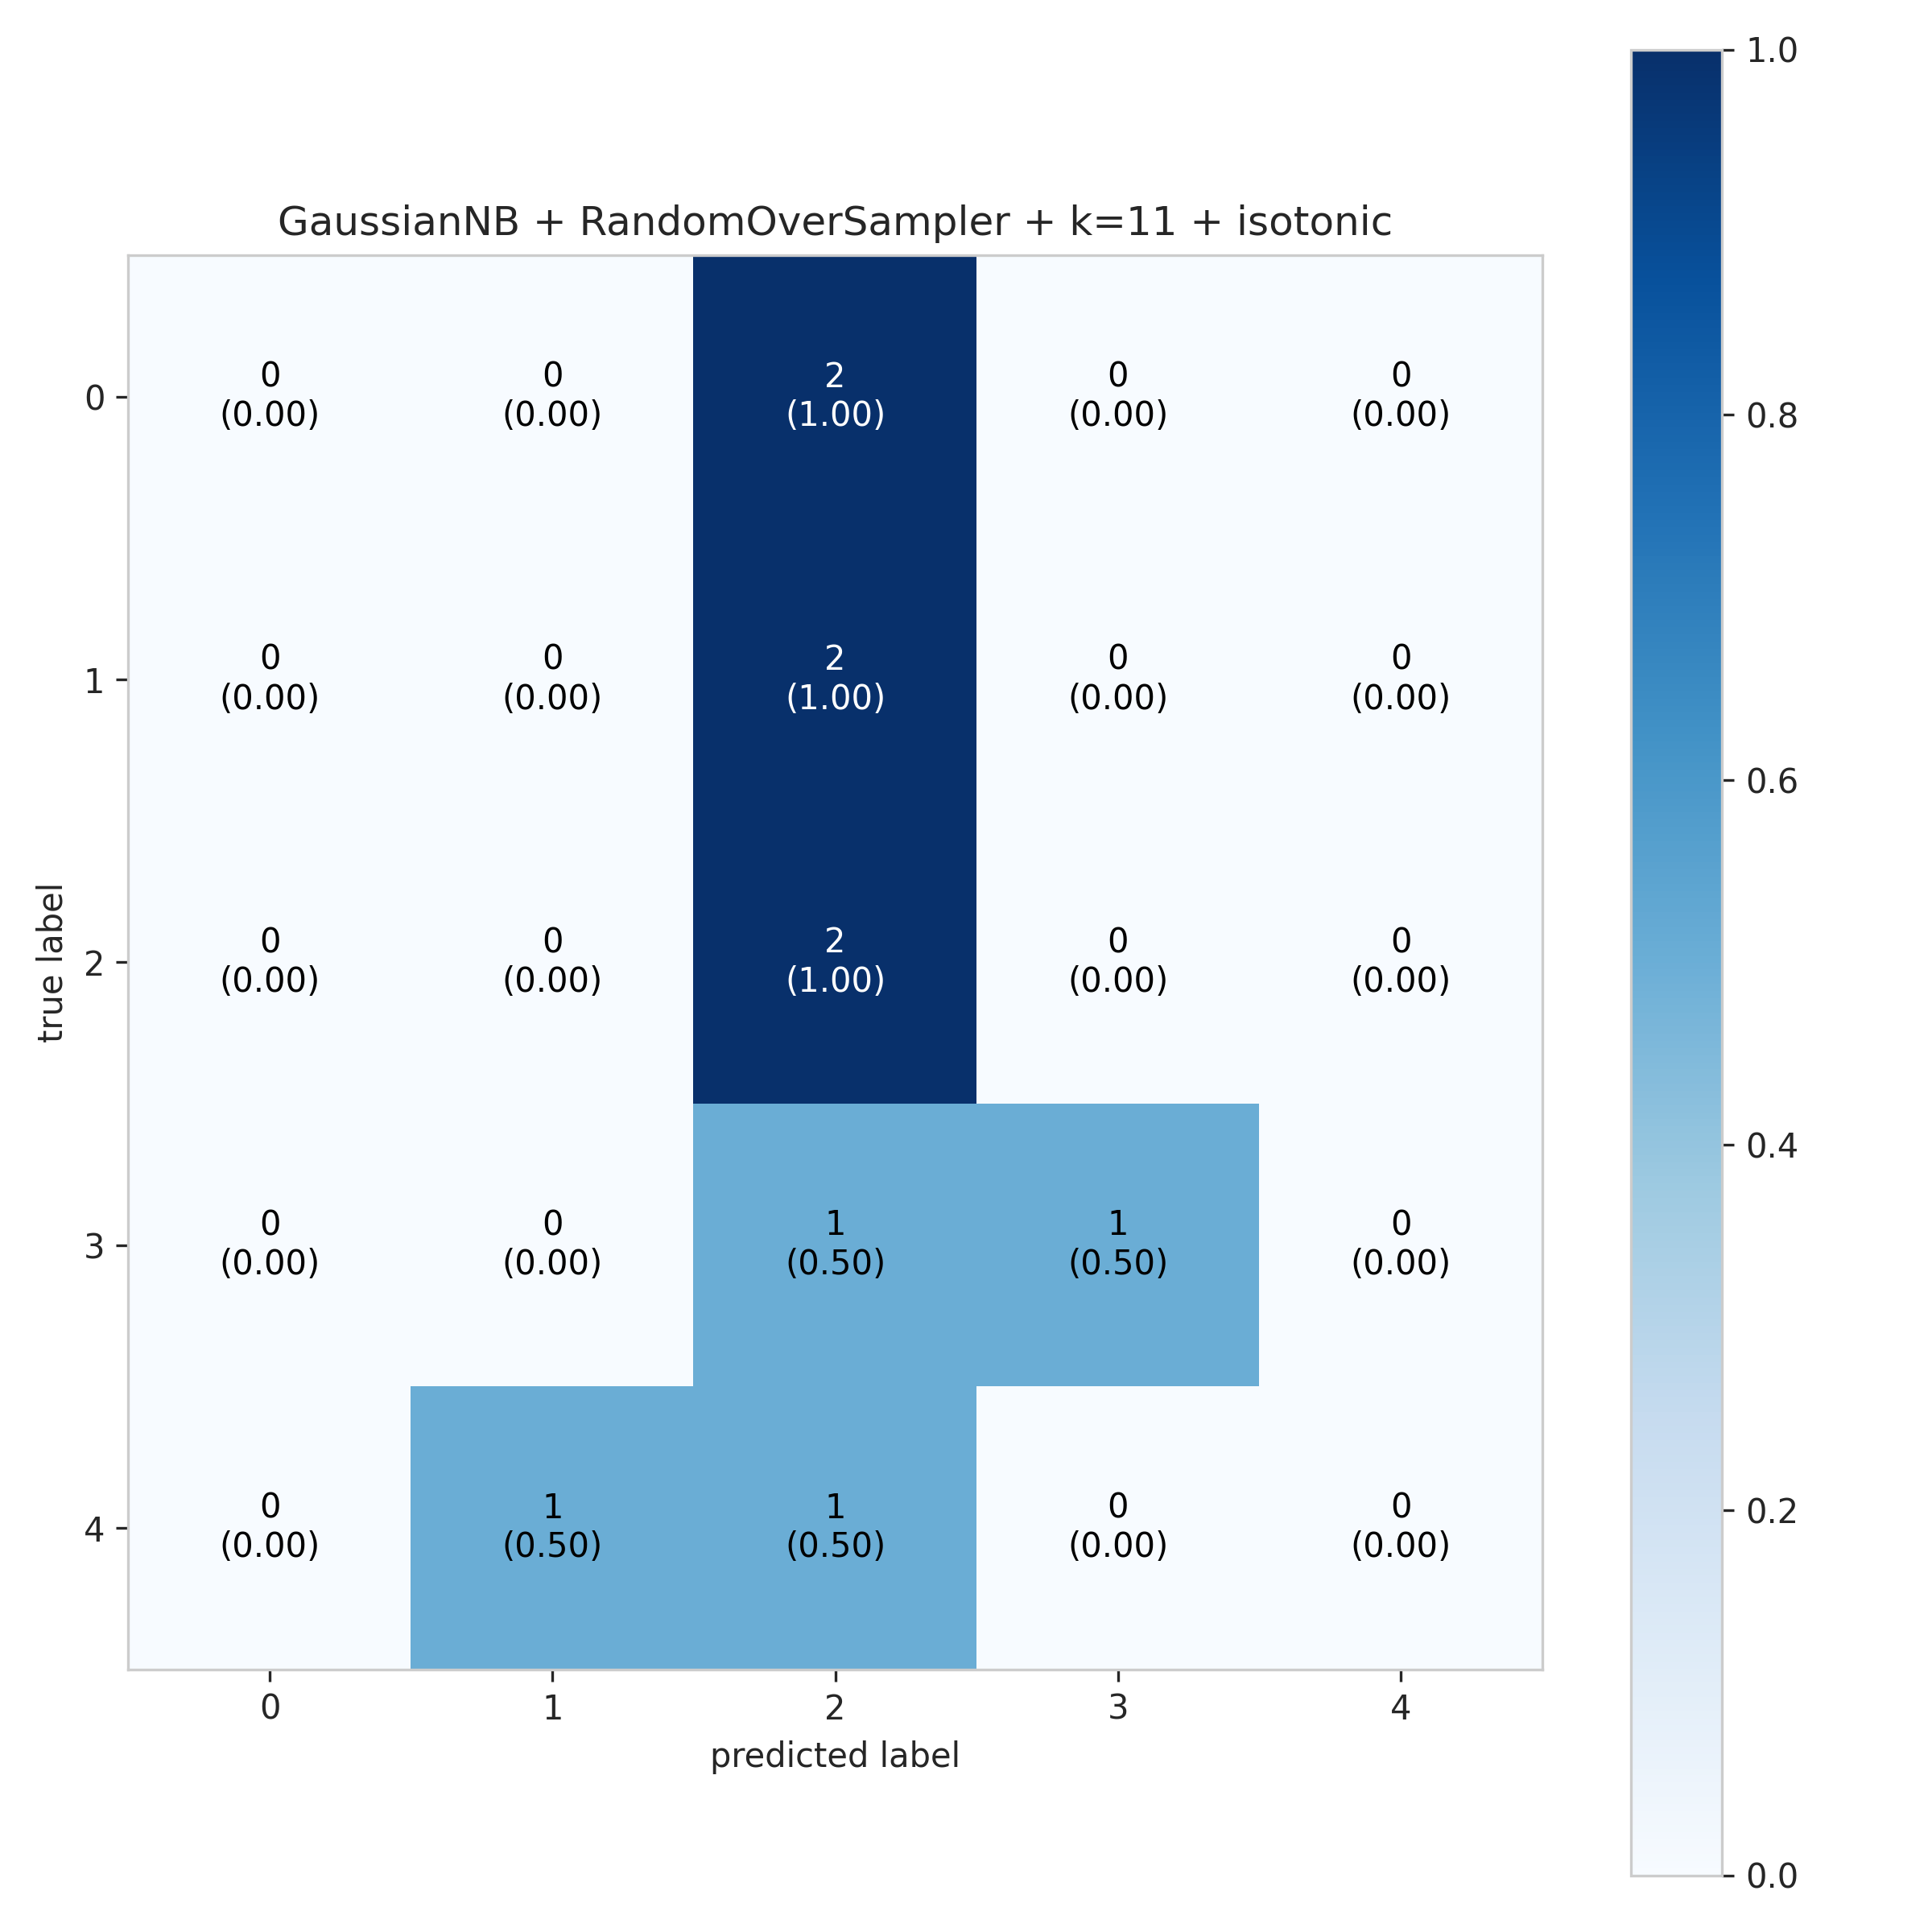 GaussianNB + RandomOverSampler + k=11 + isotonic
1.0
0.8
0.6
0.4
0.2
0.0
true label
0
0 0 2 0 0
(0.00) (0.00) (1.00) (0.00) (0.00)
1
0 0 2 0 0
(0.00) (0.00) (1.00) (0.00) (0.00)
2
0 0 2 0 0
(0.00) (0.00) (1.00) (0.00) (0.00)
3
0 0 1 1 0
(0.00) (0.00) (0.50) (0.50) (0.00)
4
0 1 1 0 0
(0.00) (0.50) (0.50) (0.00) (0.00)
0 1 2 3 4
predicted label